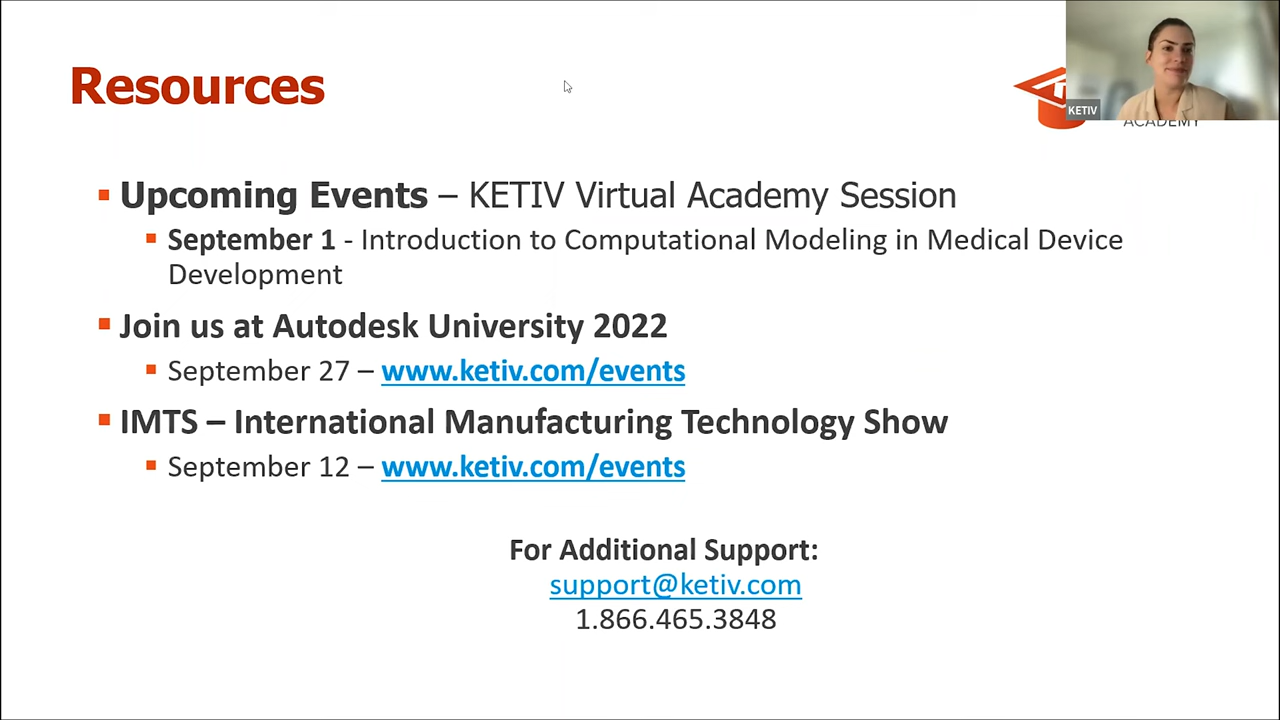 Resources
KETIV
ACADEMY
▪ Upcoming Events – KETIV Virtual Academy Session
▪ September 1 - Introduction to Computational Modeling in Medical Device
Development
▪ Join us at Autodesk University 2022
▪ September 27 – www.ketiv.com/events
▪ IMTS – International Manufacturing Technology Show
▪ September 12 – www.ketiv.com/events
For Additional Support:
support@ketiv.com
1.866.465.3848